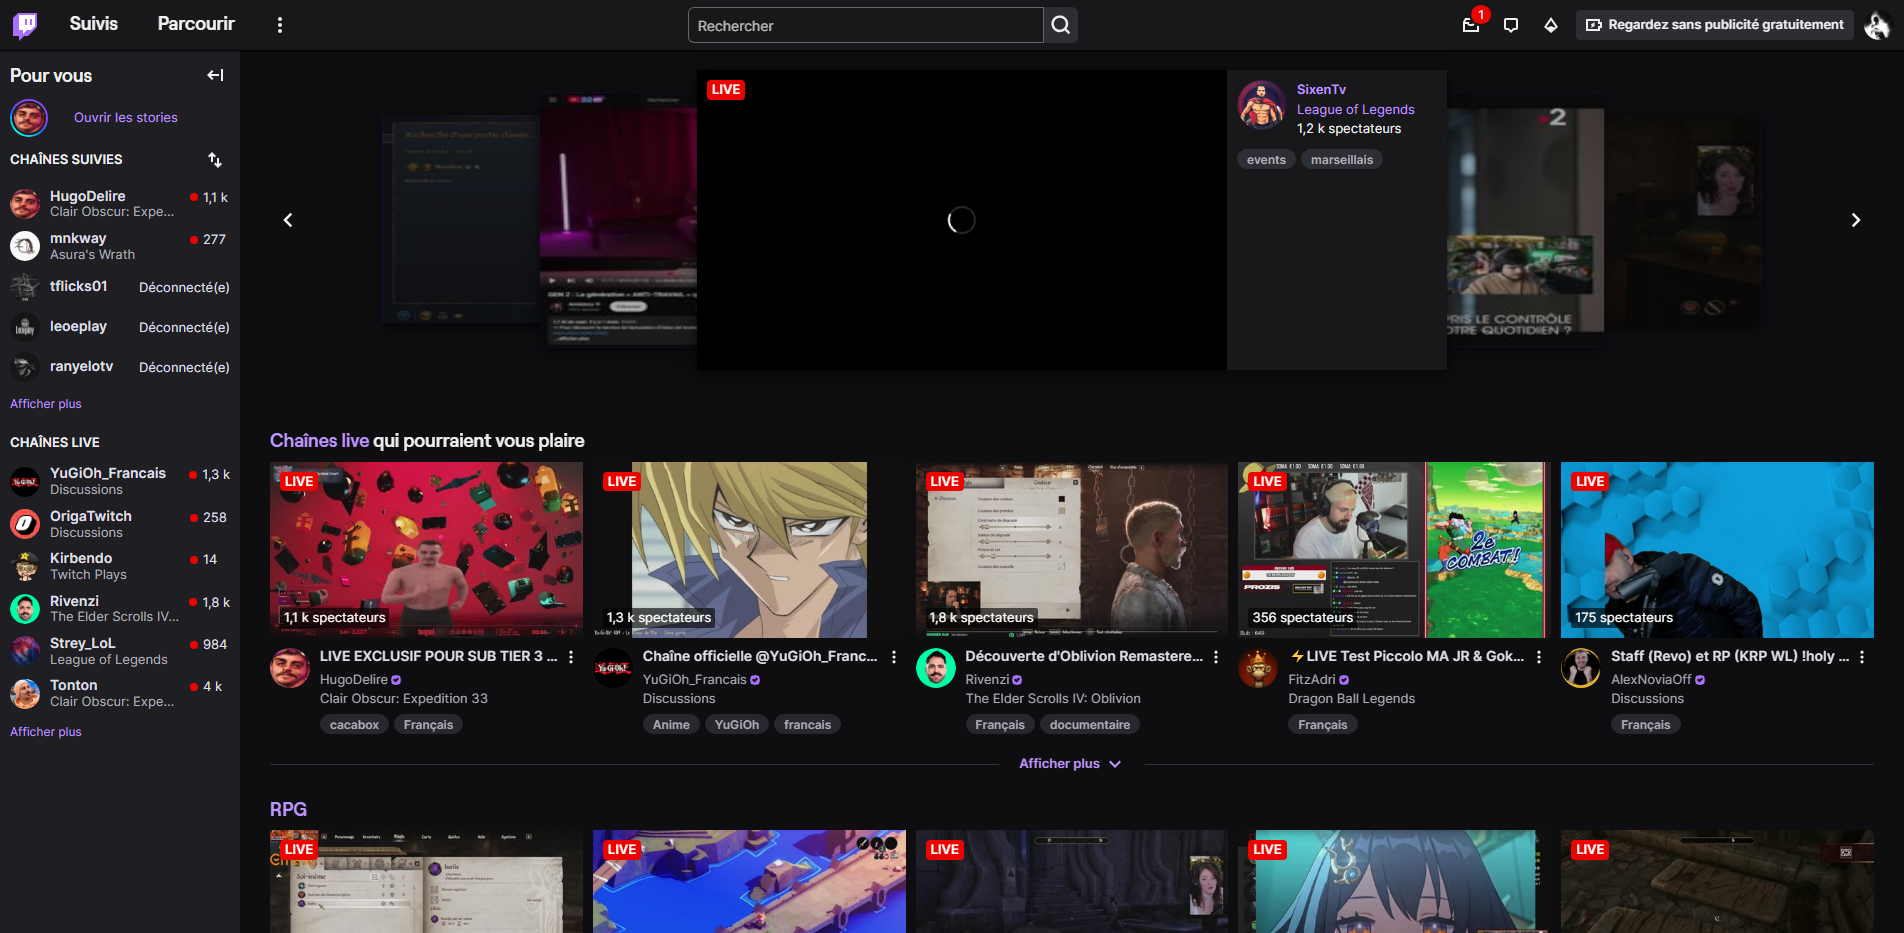 Suivis
Parcourir
Rechercher
1
Regardez sans publicité gratuitement
Pour vous
Ouvrir les stories
CHAÎNES SUIVIES
HugoDelire
1,1 k
Clair Obscur: Expe...
mnkway
277
Asura's Wrath
tflicks01
Déconnecté(e)
leoeplay
Déconnecté(e)
ranyelotv
Déconnecté(e)
Afficher plus
CHAÎNES LIVE
YuGiOh_Francais
1,3 k
Discussions
OrigaTwitch
258
Discussions
Kirbendo
14
Twitch Plays
Rivenzi
1,8 k
The Elder Scrolls IV...
Strey_LoL
984
League of Legends
Tonton
4 k
Clair Obscur: Expe...
Afficher plus
LIVE
SixenTv
League of Legends
1,2 k spectateurs
events
marseillais
2
PRIS LE CONTRÔLE
OTRE QUOTIDIEN ?
Chaînes live qui pourraient vous plaire
LIVE
1,1 k spectateurs
LIVE EXCLUSIF POUR SUB TIER 3 ...
HugoDelire
Clair Obscur: Expedition 33
cacabox
Français
LIVE
1,3 k spectateurs
Chaîne officielle @YuGiOh_Franc...
YuGiOh_Francais
Discussions
Anime
YuGiOh
francais
LIVE
1,8 k spectateurs
Découverte d'Oblivion Remastere...
Rivenzi
The Elder Scrolls IV: Oblivion
Français
documentaire
LIVE
2e
COMBAT!
PROZIS
356 spectateurs
Sub : 649
⚡LIVE Test Piccolo MA JR & Gok...
FitzAdri
Dragon Ball Legends
Français
LIVE
175 spectateurs
Staff (Revo) et RP (KRP WL) !holy ...
AlexNoviaOff
Discussions
Français
Afficher plus
RPG
LIVE
LIVE
LIVE
LIVE
LIVE